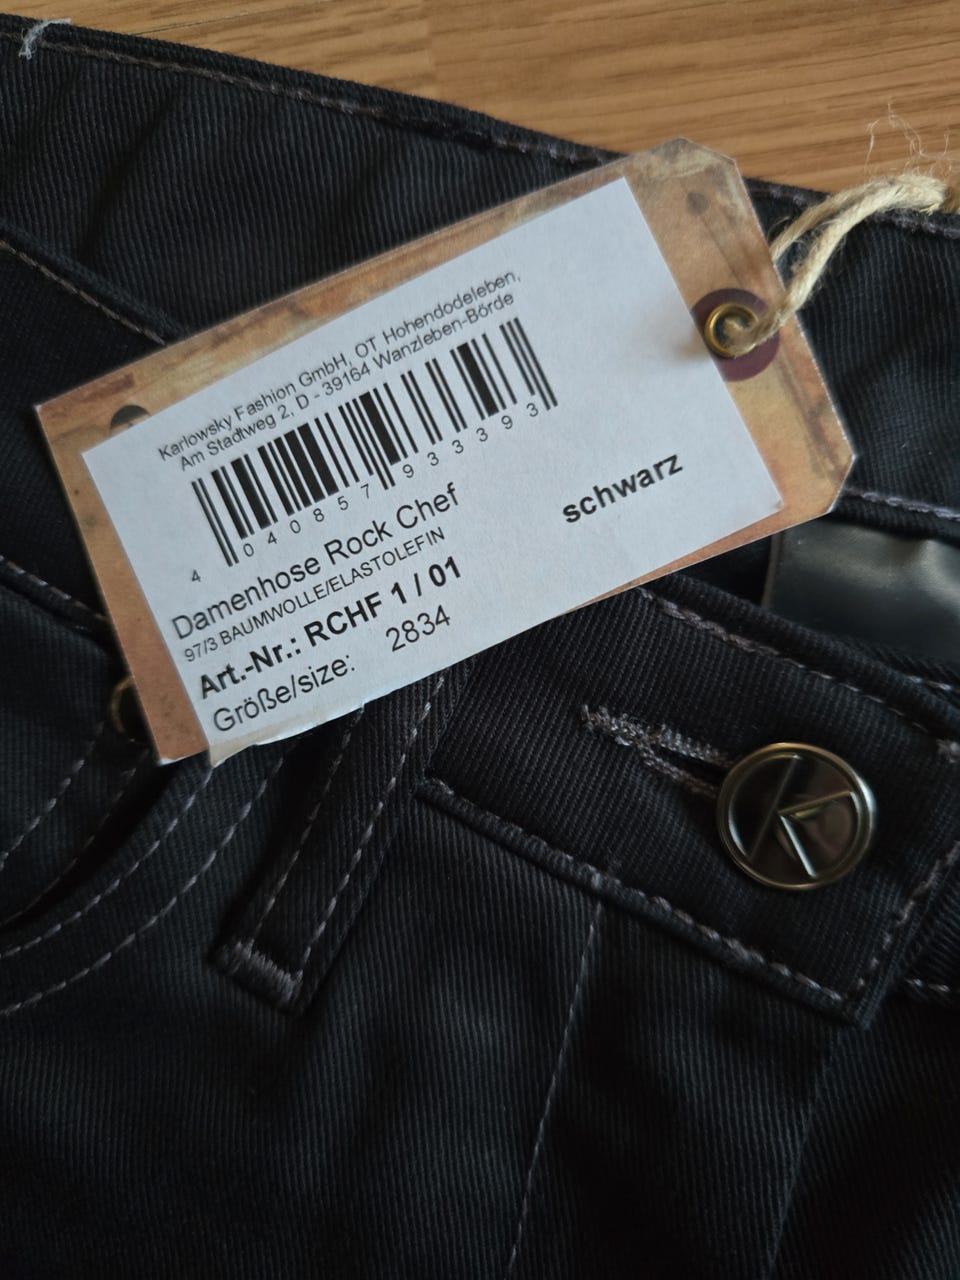 Karlowsky Fashion GmbH, OT Hohendodeleben,
Am Stadtweg 2, D - 39164 Wanzleben-Börde
4 040857 933393
Damenhose Rock Chef
97/3 BAUMWOLLE/ELASTOLEFIN
schwarz
Art.-Nr.: RCHF 1 / 01
Größe/size: 2834